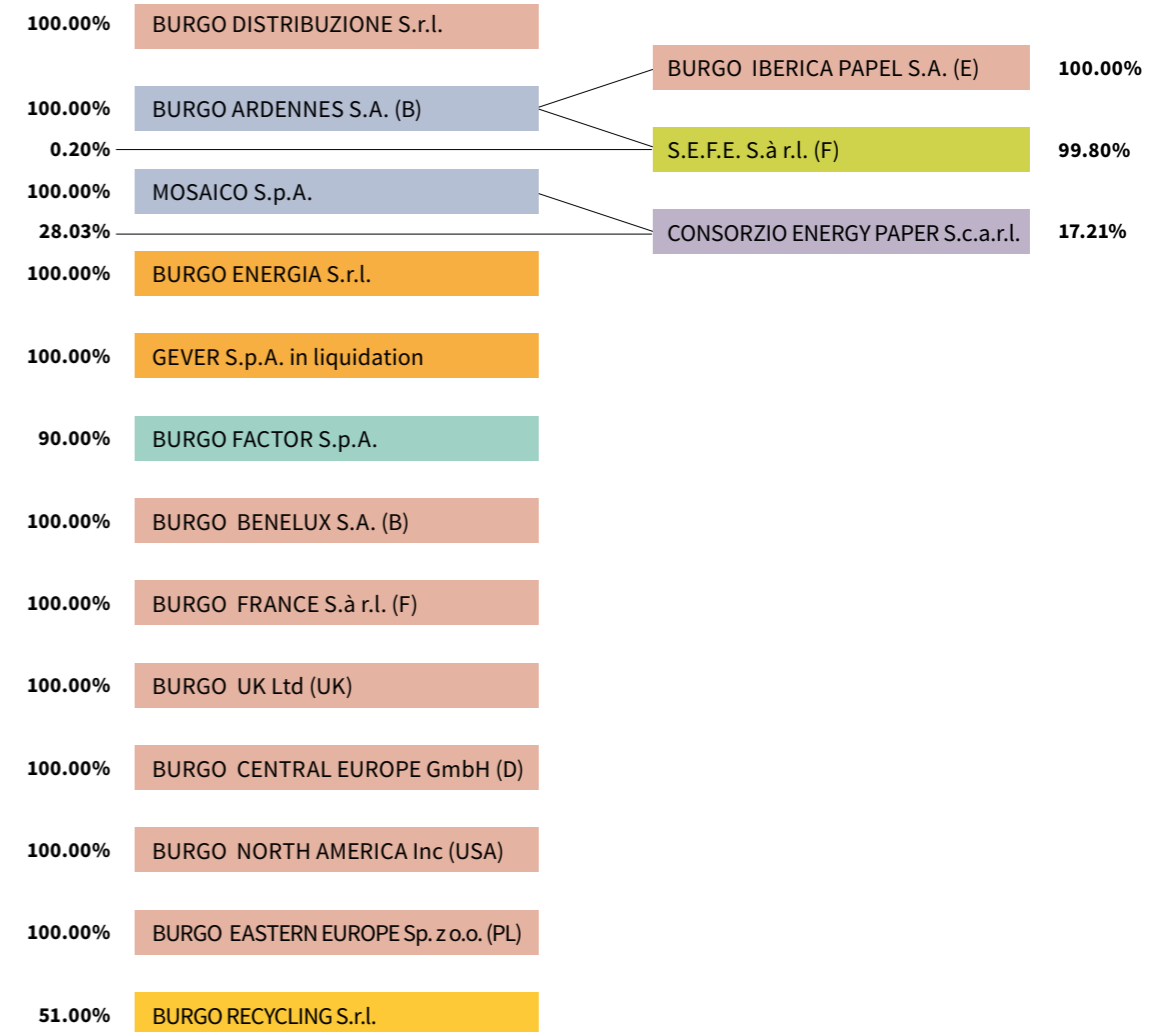 100.00% BURGO DISTRIBUZIONE S.r.l.
BURGO IBERICA PAPEL S.A. (E) 100.00%
100.00% BURGO ARDENNES S.A. (B)
0.20% S.E.F.E. S.à r.l. (F) 99.80%
100.00% MOSAICO S.p.A.
28.03% CONSORZIO ENERGY PAPER S.c.a.r.l. 17.21%
100.00% BURGO ENERGIA S.r.l.
100.00% GEVER S.p.A. in liquidation
90.00% BURGO FACTOR S.p.A.
100.00% BURGO BENELUX S.A. (B)
100.00% BURGO FRANCE S.à r.l. (F)
100.00% BURGO UK Ltd (UK)
100.00% BURGO CENTRAL EUROPE GmbH (D)
100.00% BURGO NORTH AMERICA Inc (USA)
100.00% BURGO EASTERN EUROPE Sp. z o.o. (PL)
51.00% BURGO RECYCLING S.r.l.